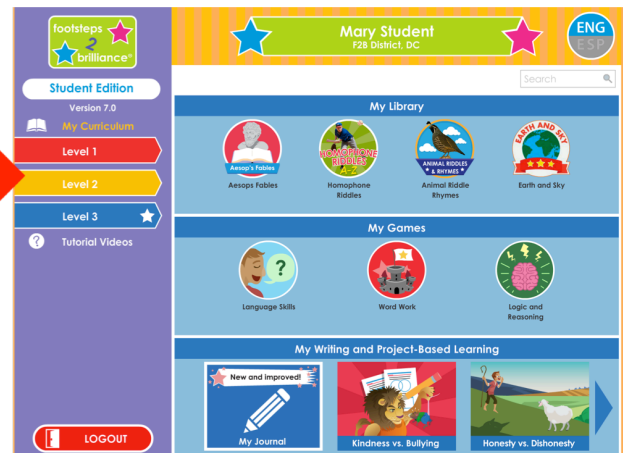 footsteps
2
brilliance®
Student Edition
Version 7.0
My Curriculum
Level 1
Level 2
Level 3
Tutorial Videos
LOGOUT
Mary Student
F2B District, DC
ENG
ESP
Search
My Library
Aesop's Fables
Aesops Fables
HOMOPHONE
RIDDLES
A-Z
Homophone
Riddles
ANIMAL RIDDLES
& RHYMES
Animal Riddle
Rhymes
EARTH AND SKY
Earth and Sky
My Games
Language Skills
Word Work
Logic and
Reasoning
My Writing and Project-Based Learning
New and improved!
My Journal
Kindness vs. Bullying
Honesty vs. Dishonesty